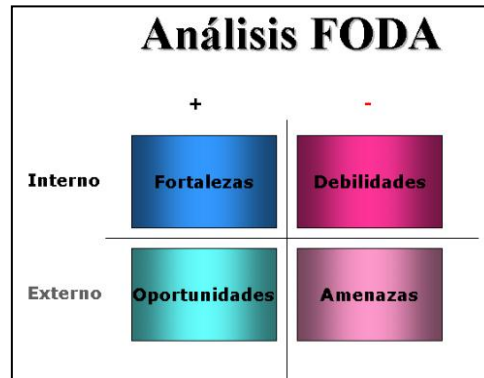 Análisis FODA
+ -
Interno Fortalezas Debilidades
Externo Oportunidades Amenazas